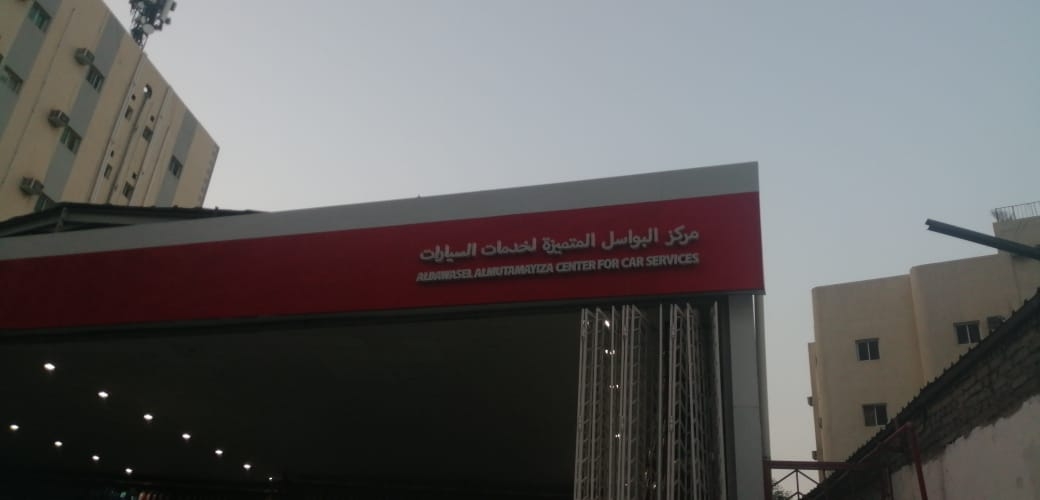 مركز البواسل المتميزة لخدمات السيارات
ALBAWASEL ALMUTAMAYIZA CENTER FOR CAR SERVICES